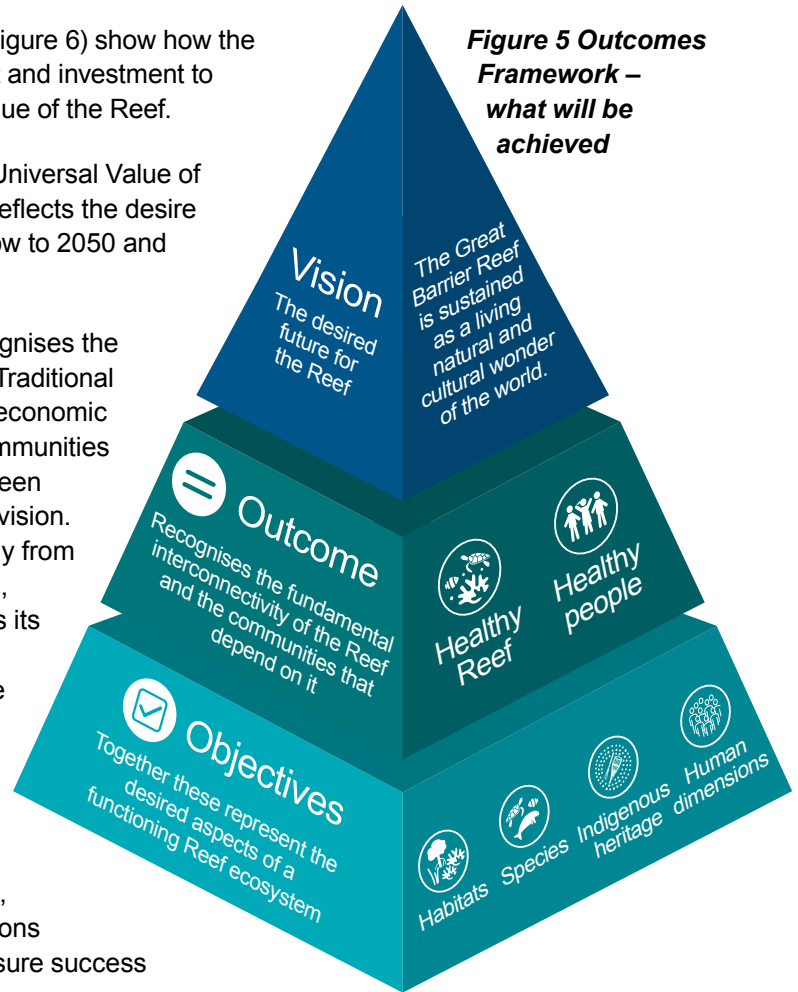 igure 6) show how the
and investment to
ue of the Reef.
Universal Value of
eflects the desire
ow to 2050 and
gnises the
Traditional
economic
mmunities
een
vision.
y from
,
s its
e
,
ons
sure success
Figure 5 Outcomes
Framework –
what will be
achieved
Vision
The desired
future for
the Reef
The Great
Barrier Reef
is sustained
as a living
natural and
cultural wonder
of the world.
Outcome
Recognises the fundamental
interconnectivity of the Reef
and the communities that
depend on it
Healthy
Reef
Healthy
people
Objectives
Together these represent the
desired aspects of a
functioning Reef ecosystem
Habitats
Species
Indigenous
heritage
Human
dimensions